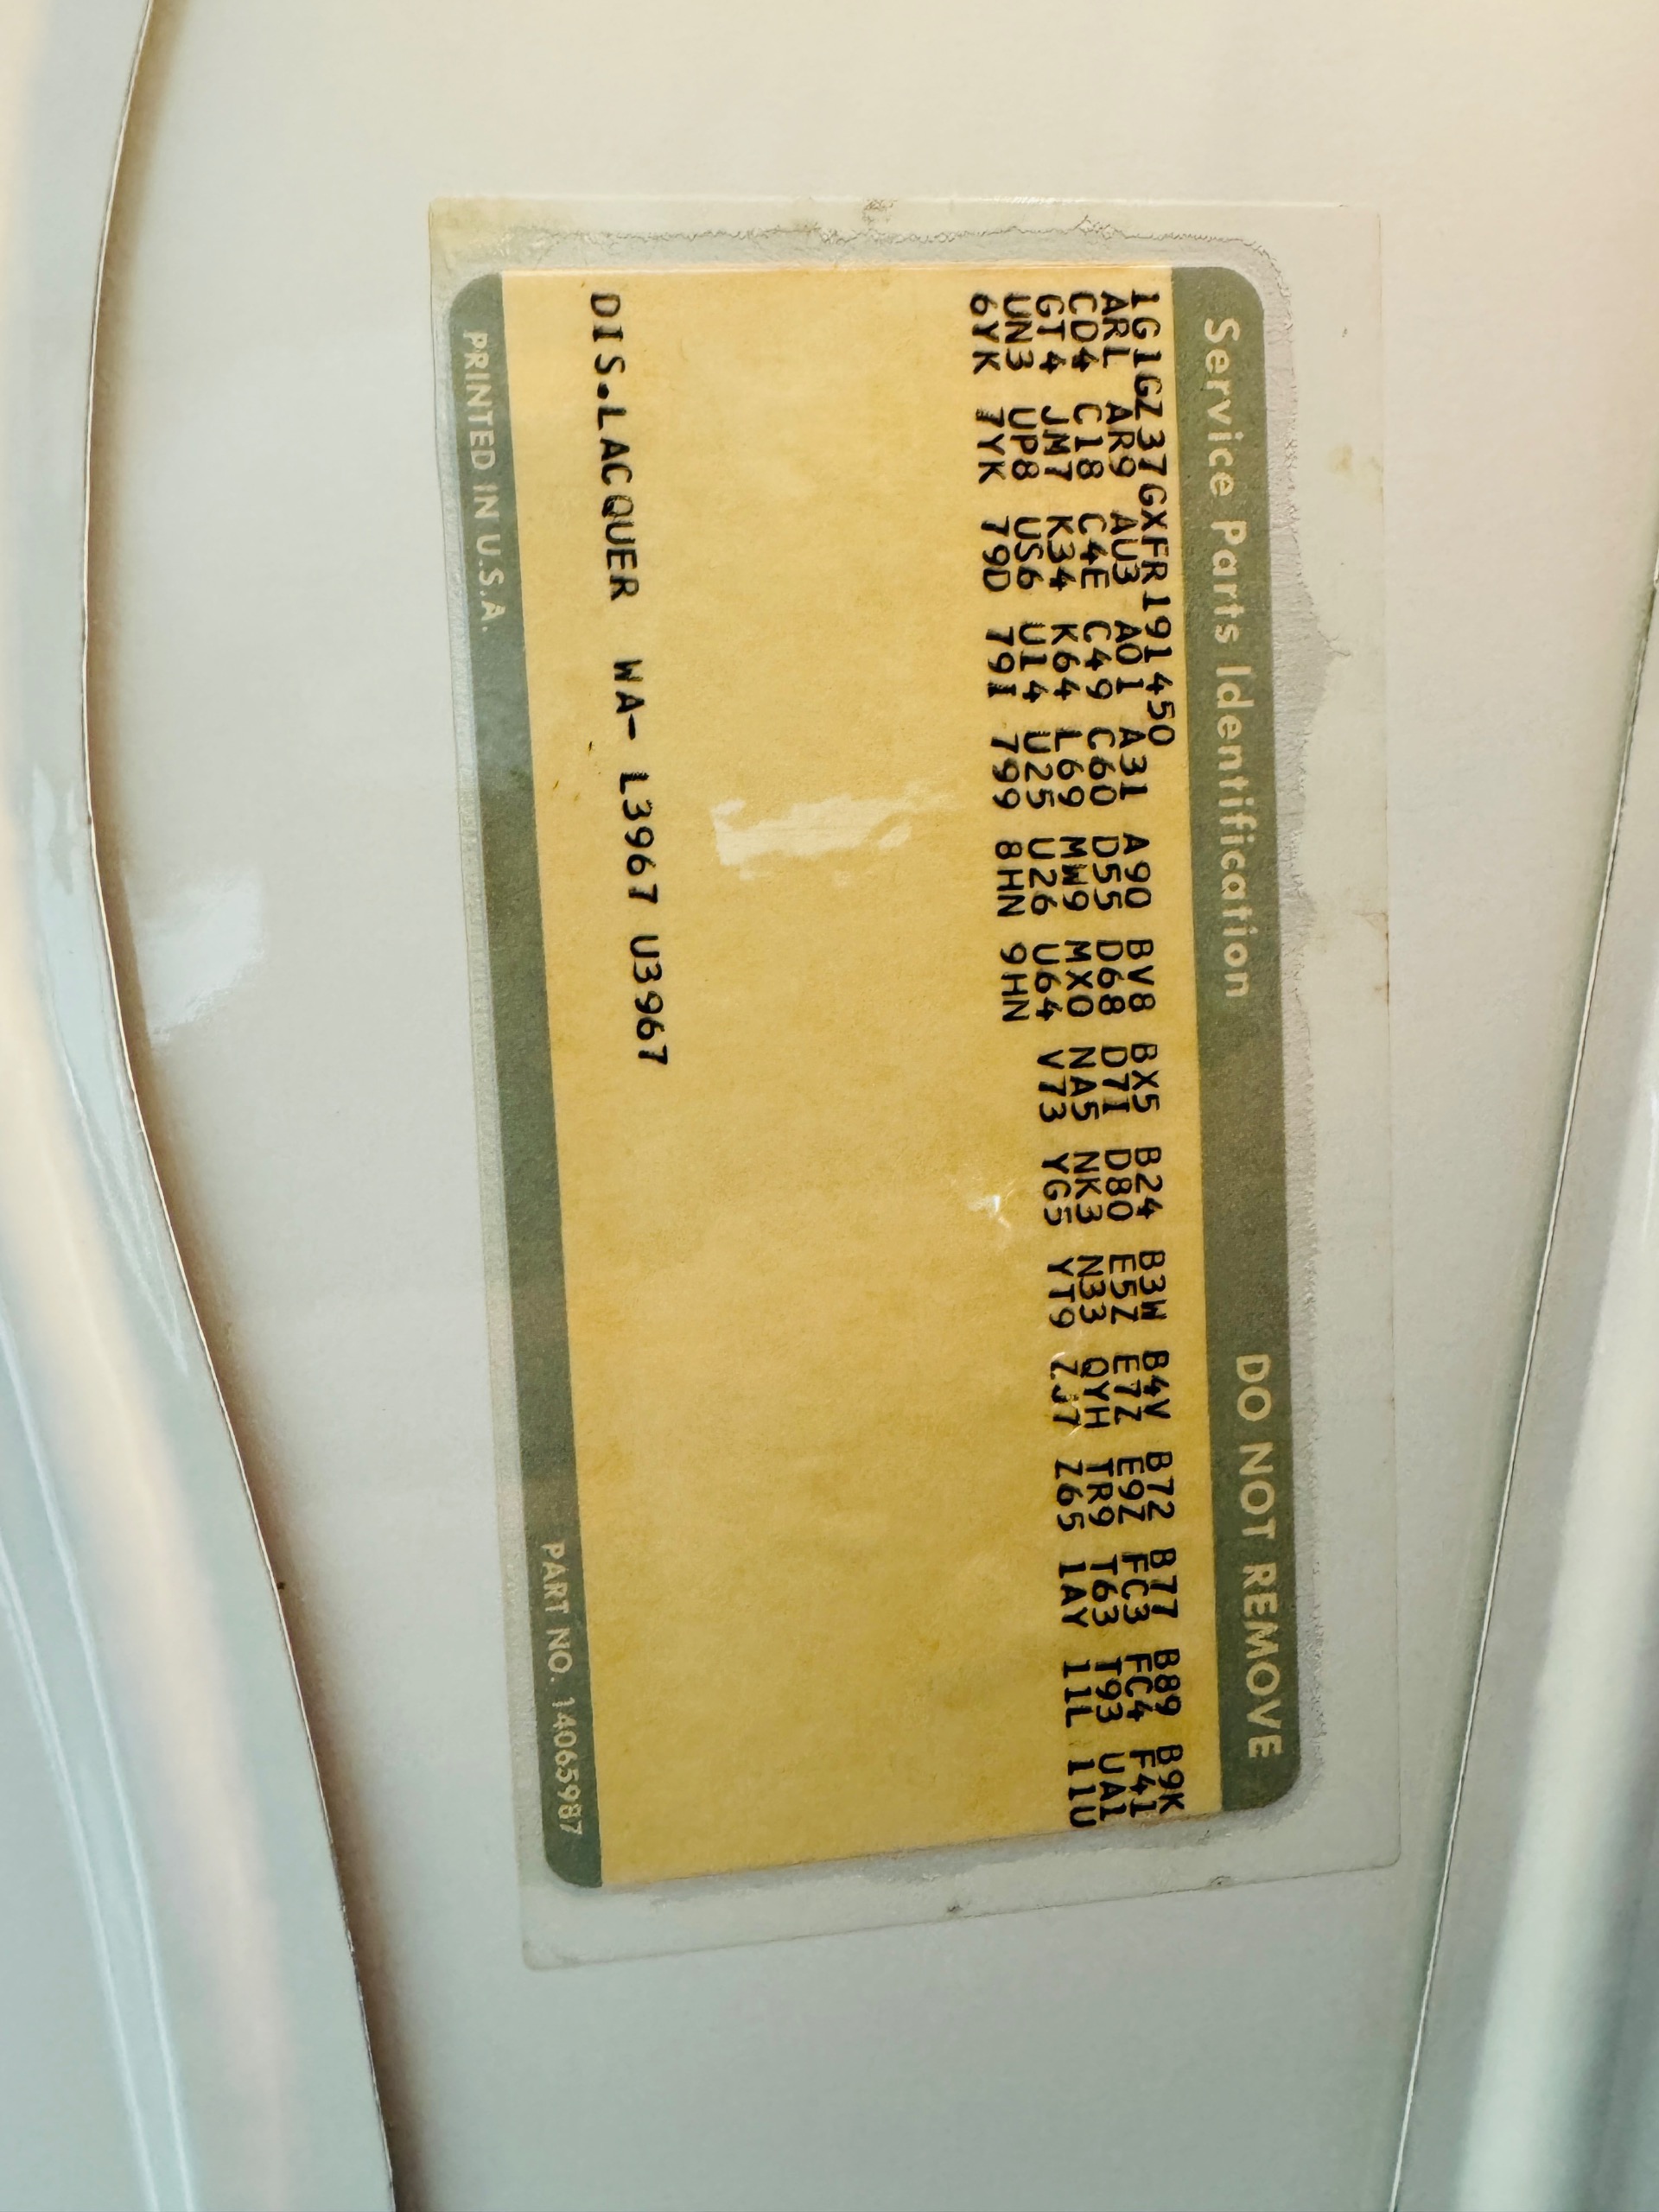 Service Parts Identification DO NOT REMOVE
1G1GZ37GXFR191450
ARL AR9 AU3 A01 A31 A90 BV8 BX5 B24 B3W B4V B72 B77 B89 B9K
CD4 C18 C4E C49 C60 D55 D68 D7I D80 E5Z E7Z E9Z FC3 FC4 F41
GT4 JM7 K34 K64 L69 MW9 MX0 NA5 NK3 N33 QYH TR9 T63 T93 UA1
UN3 UP8 US6 U14 U25 U26 U64 V73 YG5 YT9 ZJ7 Z65 1AY 11L 11U
6YK 7YK 79D 79I 799 8HN 9HN
DIS.LACQUER WA- L3967 U3967
PRINTED IN U.S.A. PART NO. 14065987